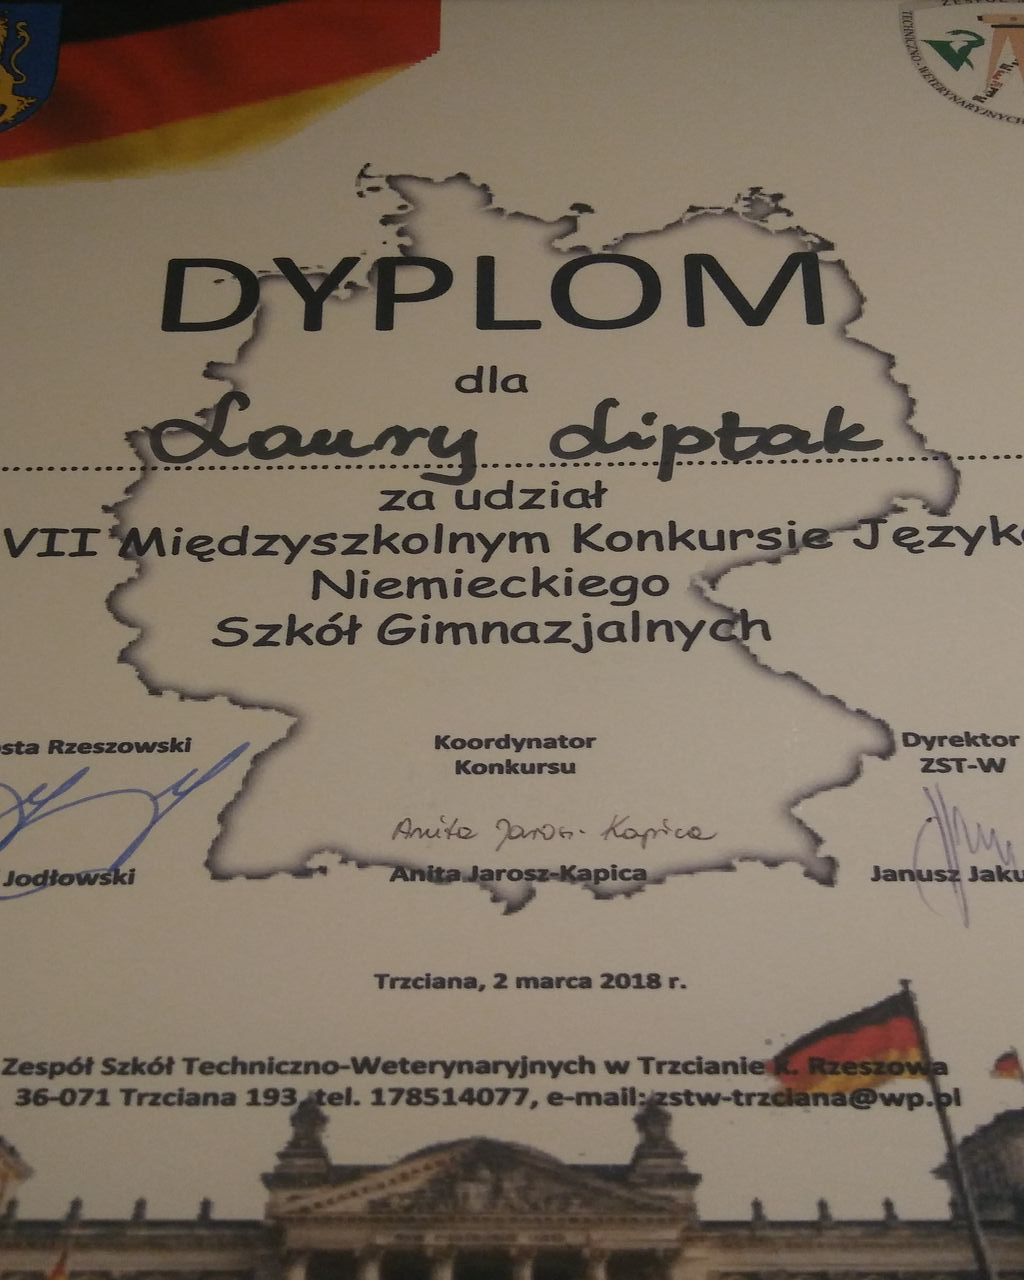 TECHNICZNO-WETERYNARYJNYCH
DYPLOM
dla
Laury Liptak
za udział
VII Międzyszkolnym Konkursie Język
Niemieckiego
Szkół Gimnazjalnych
sta Rzeszowski
Koordynator
Konkursu
Dyrektor
ZST-W
Anita Jarosz-Kapica
Jodłowski
Anita Jarosz-Kapica
Janusz Jaku
Trzciana, 2 marca 2018 r.
Zespół Szkół Techniczno-Weterynaryjnych w Trzcianie k. Rzeszowa
36-071 Trzciana 193, tel. 178514077, e-mail: zstw-trzciana@wp.pl